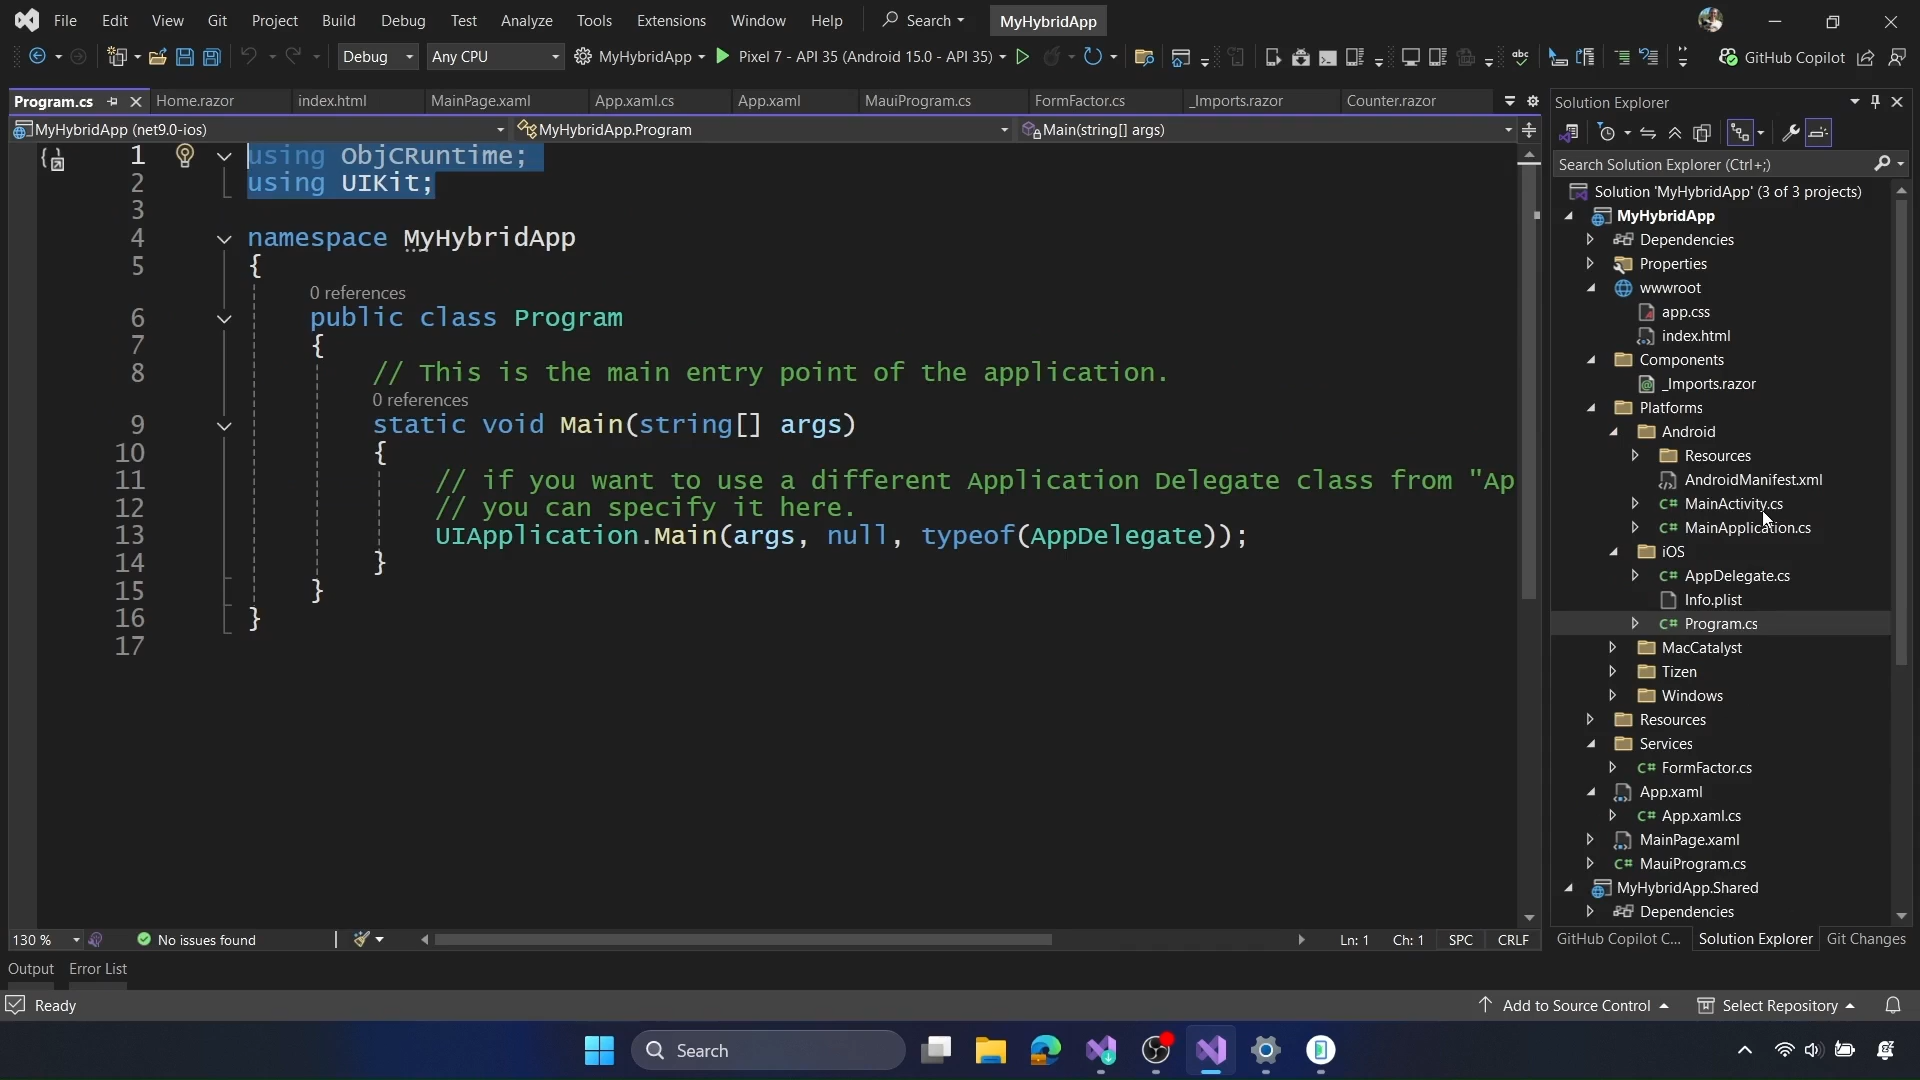 File Edit View Git Project Build Debug Test Analyze Tools Extensions Window Help Search MyHybridApp
Debug Any CPU MyHybridApp Pixel 7 - API 35 (Android 15.0 - API 35) GitHub Copilot
Program.cs Home.razor index.html MainPage.xaml App.xaml.cs App.xaml MauiProgram.cs FormFactor.cs _Imports.razor Counter.razor
MyHybridApp (net9.0-ios) MyHybridApp.Program Main(string[] args)
1 using ObjCRuntime;
2 using UIKit;
3
4 namespace MyHybridApp
5 {
0 references
6 public class Program
7 {
8 // This is the main entry point of the application.
0 references
9 static void Main(string[] args)
10 {
11 // if you want to use a different Application Delegate class from "Ap
12 // you can specify it here.
13 UIApplication.Main(args, null, typeof(AppDelegate));
14 }
15 }
16 }
17
130 % No issues found Ln: 1 Ch: 1 SPC CRLF
Output Error List
Solution Explorer
Search Solution Explorer (Ctrl+;)
Solution 'MyHybridApp' (3 of 3 projects)
MyHybridApp
Dependencies
Properties
wwwroot
app.css
index.html
Components
_Imports.razor
Platforms
Android
Resources
AndroidManifest.xml
C# MainActivity.cs
C# MainApplication.cs
iOS
C# AppDelegate.cs
Info.plist
C# Program.cs
MacCatalyst
Tizen
Windows
Resources
Services
C# FormFactor.cs
App.xaml
C# App.xaml.cs
MainPage.xaml
C# MauiProgram.cs
MyHybridApp.Shared
Dependencies
GitHub Copilot C... Solution Explorer Git Changes
Ready Add to Source Control Select Repository
Search